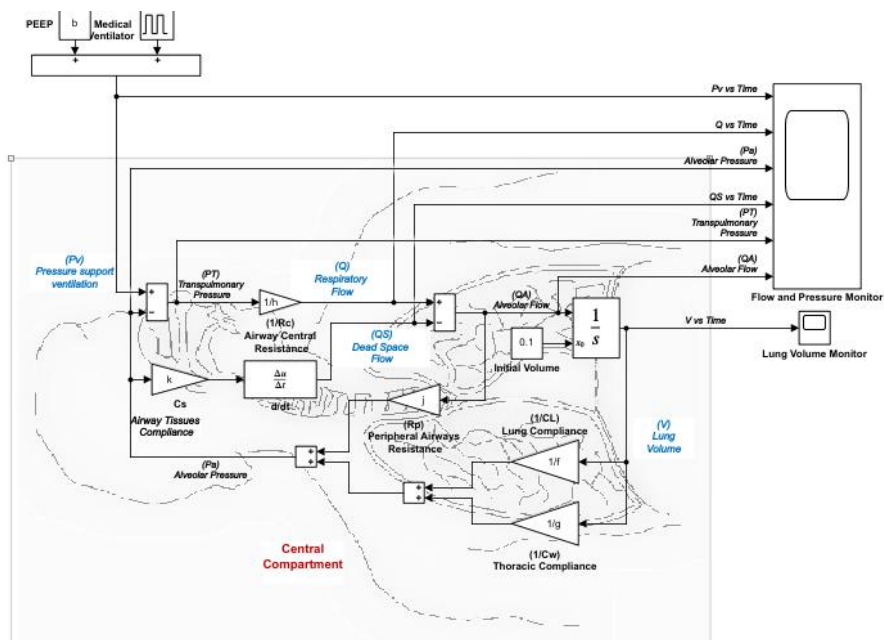 PEEP
b
Medical
Ventilator
+
+
Pv vs Time
Q vs Time
(Pa)
Alveolar Pressure
QS vs Time
(PT)
Transpulmonary
Pressure
(QA)
Alveolar Flow
Flow and Pressure Monitor
V vs Time
Lung Volume Monitor
(Pv)
Pressure support
ventilation
+
−
(PT)
Transpulmonary
Pressure
1/h
(1/Rc)
Airway Central
Resistance
(Q)
Respiratory
Flow
+
−
(QS)
Dead Space
Flow
(QA)
Alveolar Flow
1
s
x₀
0.1
Initial Volume
k
Cs
Airway Tissues
Compliance
Δu
Δt
d/dt
j
(Rp)
Peripheral Airways
Resistance
(1/CL)
Lung Compliance
1/f
(V)
Lung
Volume
(Pa)
Alveolar Pressure
+
+
+
+
1/g
(1/Cw)
Thoracic Compliance
Central
Compartment